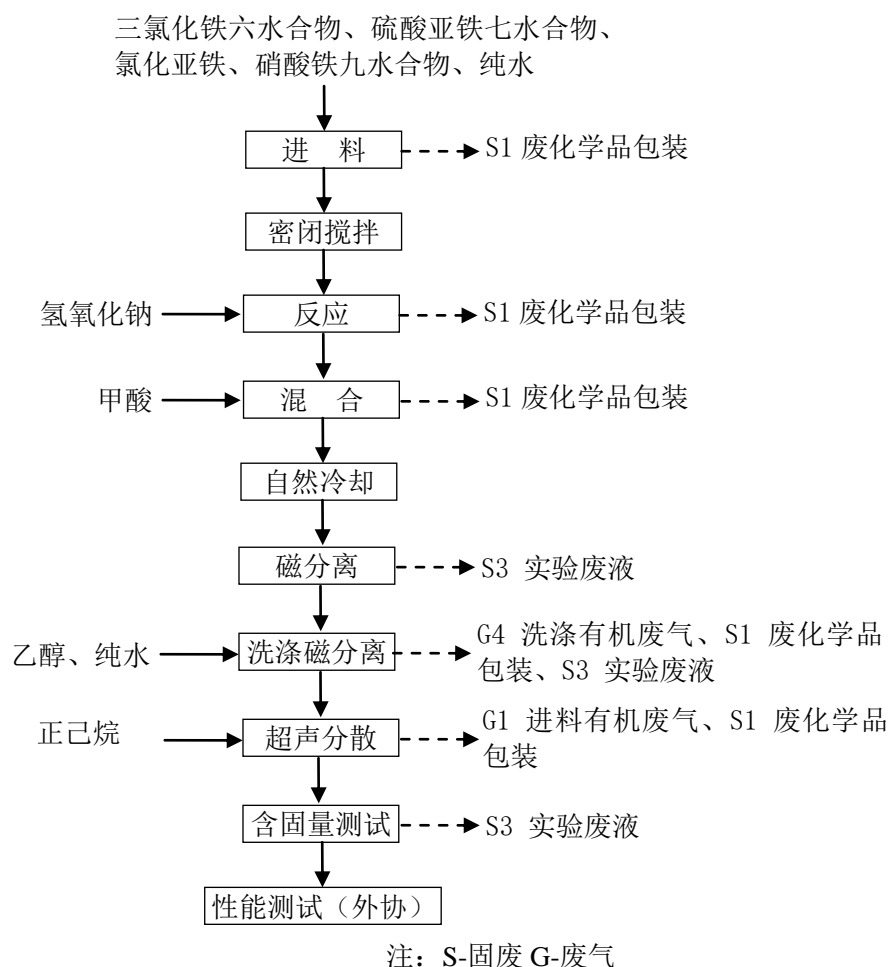 三氯化铁六水合物、硫酸亚铁七水合物、
氯化亚铁、硝酸铁九水合物、纯水
进 料
S1 废化学品包装
密闭搅拌
氢氧化钠
反应
S1 废化学品包装
甲酸
混 合
S1 废化学品包装
自然冷却
磁分离
S3 实验废液
乙醇、纯水
洗涤磁分离
G4 洗涤有机废气、S1 废化学品
包装、S3 实验废液
正己烷
超声分散
G1 进料有机废气、S1 废化学品
包装
含固量测试
S3 实验废液
性能测试（外协）
注：S-固废 G-废气